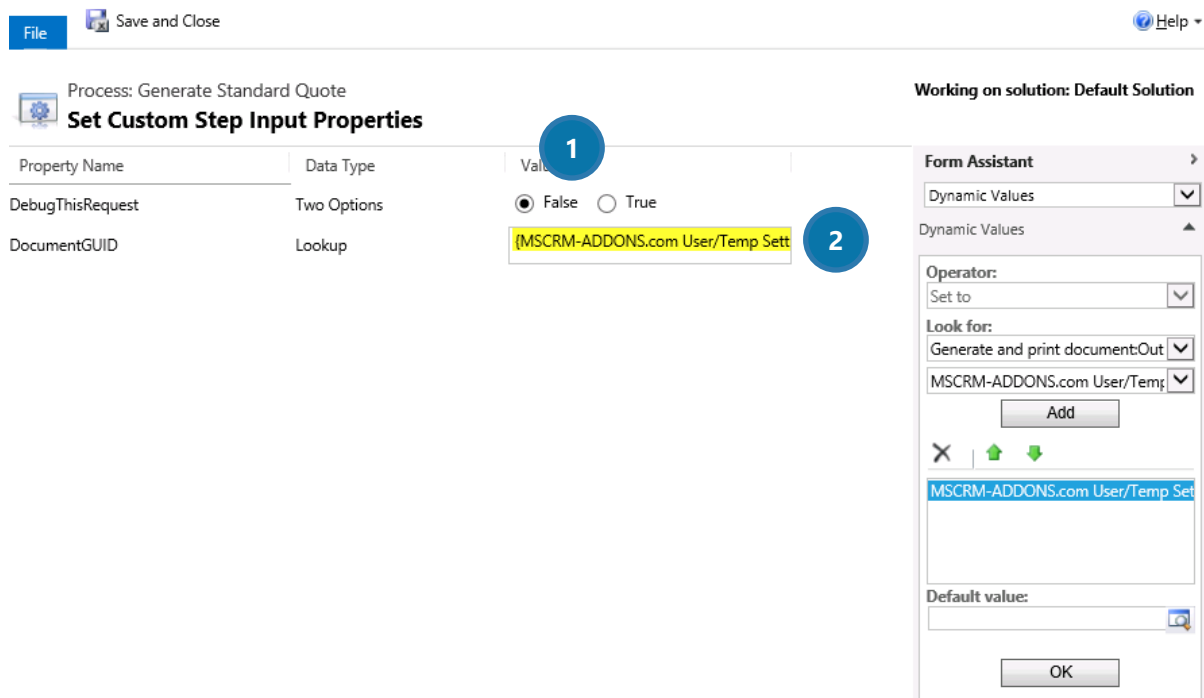 File
Save and Close
Help
Process: Generate Standard Quote
Set Custom Step Input Properties
Working on solution: Default Solution
Property Name
Data Type
1
DebugThisRequest
Two Options
False
True
DocumentGUID
Lookup
{MSCRM-ADDONS.com User/Temp Sett
2
Form Assistant
Dynamic Values
Dynamic Values
Operator:
Set to
Look for:
Generate and print document:Out
MSCRM-ADDONS.com User/Temp
Add
MSCRM-ADDONS.com User/Temp Set
Default value:
OK